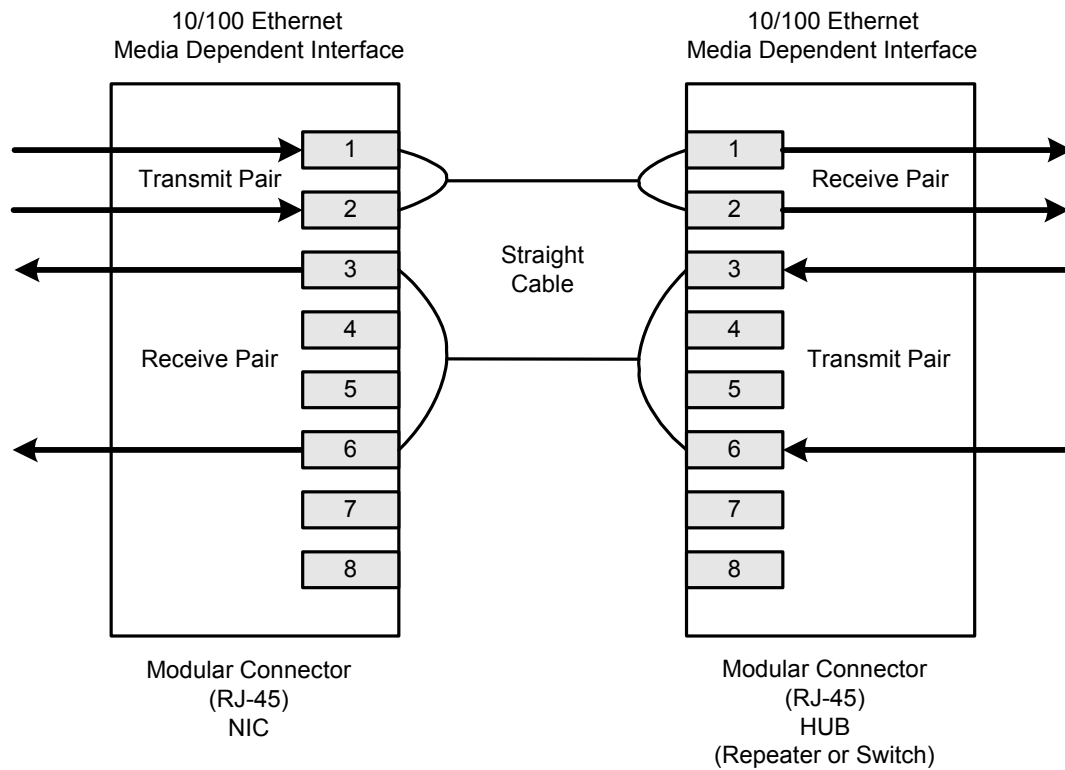 10/100 Ethernet
Media Dependent Interface
10/100 Ethernet
Media Dependent Interface
1
Transmit Pair
2
3
4
Receive Pair
5
6
7
8
Straight
Cable
1
Receive Pair
2
3
4
Transmit Pair
5
6
7
8
Modular Connector
(RJ-45)
NIC
Modular Connector
(RJ-45)
HUB
(Repeater or Switch)